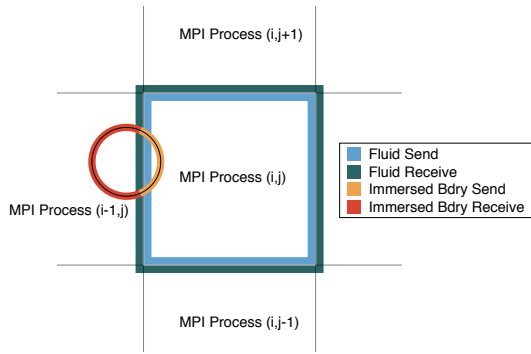 MPI Process (i,j+1)
MPI Process (i,j)
MPI Process (i-1,j)
MPI Process (i,j-1)
Fluid Send
Fluid Receive
Immersed Bdry Send
Immersed Bdry Receive